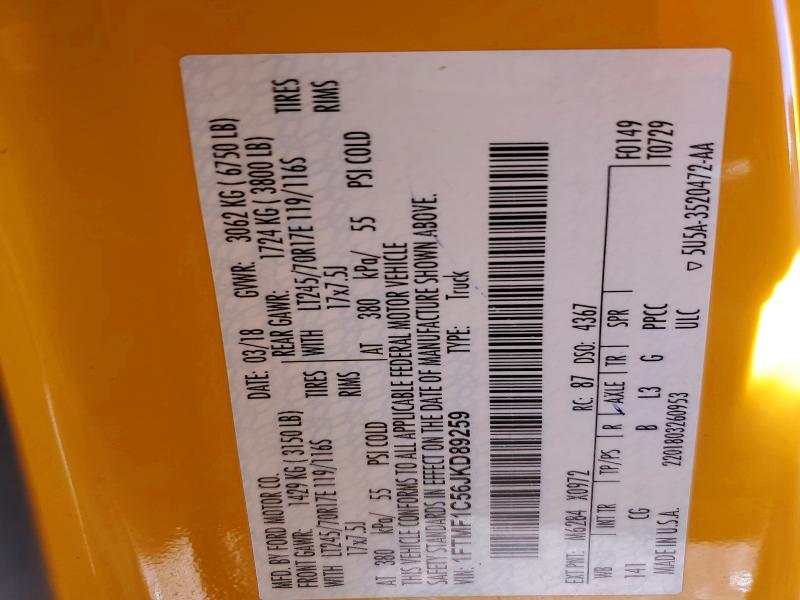 MFD. BY FORD MOTOR CO.
DATE: 03/18 GVWR: 3062 KG ( 6750 LB)
FRONT GAWR: 1429 KG ( 3150 LB) REAR GAWR: 1724 KG ( 3800 LB)
WITH LT245/70R17E 119/116S TIRES WITH LT245/70R17E 119/116S TIRES
17x7.5J RIMS 17x7.5J RIMS
AT 380 kPa/ 55 PSI COLD AT 380 kPa/ 55 PSI COLD
THIS VEHICLE CONFORMS TO ALL APPLICABLE FEDERAL MOTOR VEHICLE
SAFETY STANDARDS IN EFFECT ON THE DATE OF MANUFACTURE SHOWN ABOVE.
VIN: 1FTMF1C56JKD89259 TYPE: Truck
EXT PNT: M6284 X0972 RC: 87 DSO: 4367
WB INT TR TP/PS R AXLE TR SPR F0149
141 CG B L3 G PPCC T0729
ULC
MADE IN U.S.A. 2201803260953 ▽ 5U5A-3520472-AA